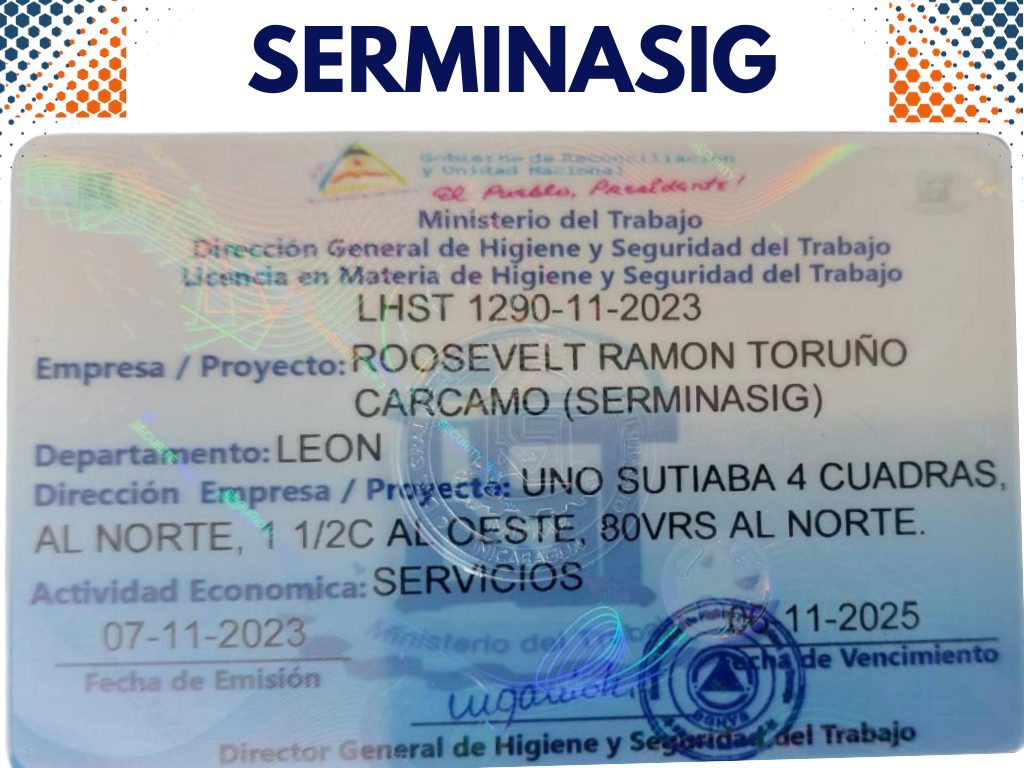 SERMINASIG
Gobierno de Reconciliación
y Unidad Nacional
El Pueblo, Presidente!
Ministerio del Trabajo
Dirección General de Higiene y Seguridad del Trabajo
Licencia en Materia de Higiene y Seguridad del Trabajo
LHST 1290-11-2023
Empresa / Proyecto: ROOSEVELT RAMON TORUÑO
CARCAMO (SERMINASIG)
Departamento: LEON
Dirección Empresa / Proyecto: UNO SUTIABA 4 CUADRAS,
AL NORTE, 1 1/2C AL OESTE, 80VRS AL NORTE.
Actividad Economica: SERVICIOS
07-11-2023
06-11-2025
Fecha de Emisión
Fecha de Vencimiento
Ministerio del Trabajo
NICARAGUA
SECURITY
Director General de Higiene y Seguridad del Trabajo